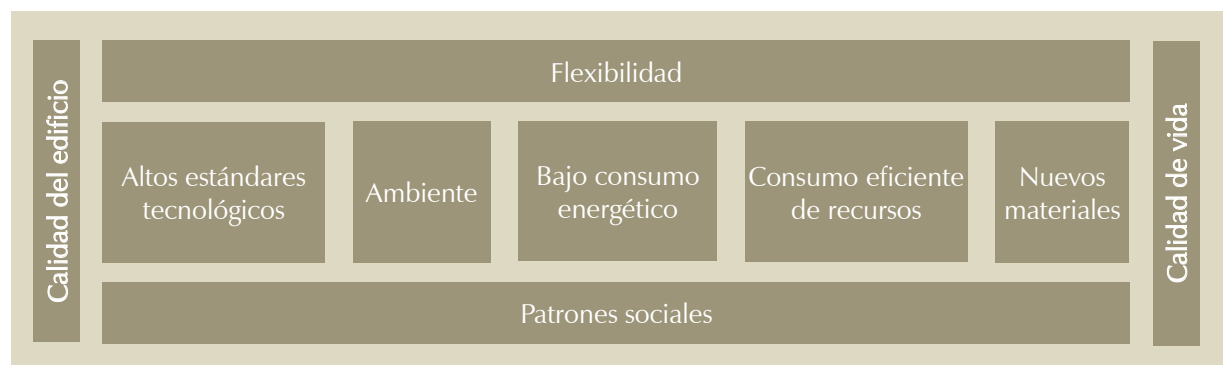 Calidad del edificio
Flexibilidad
Altos estándares
tecnológicos
Ambiente
Bajo consumo
energético
Consumo eficiente
de recursos
Nuevos
materiales
Patrones sociales
Calidad de vida